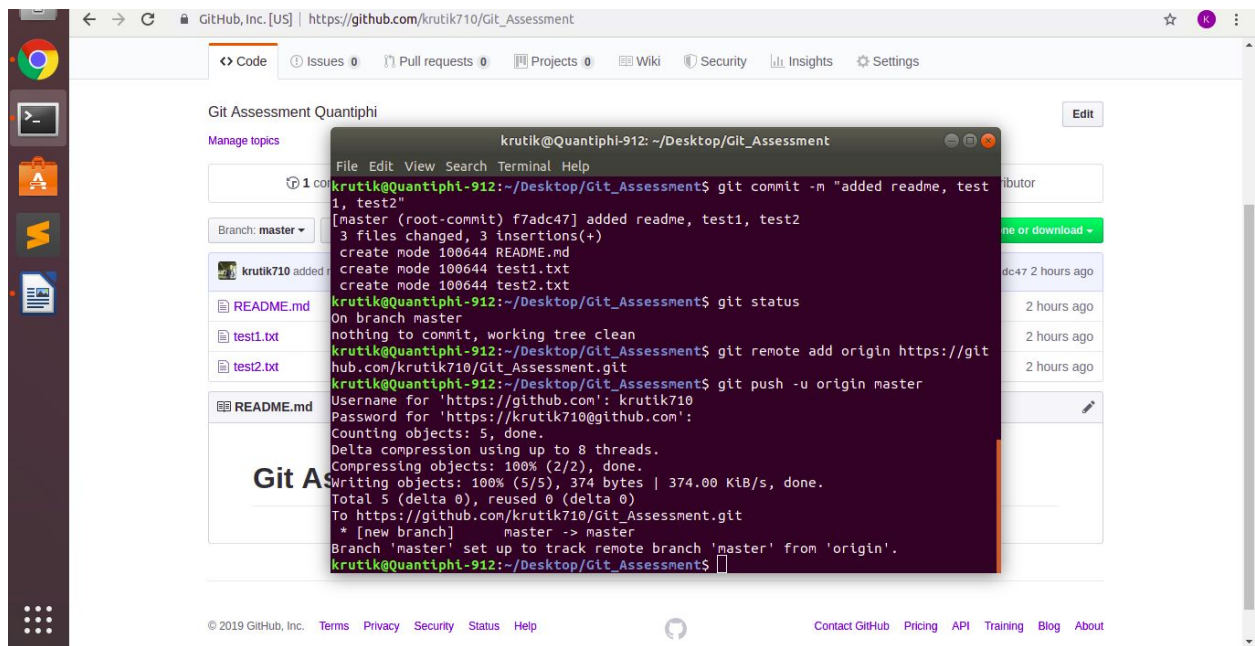 GitHub, Inc. [US] | https://github.com/krutik710/Git_Assessment
K
<> Code Issues 0 Pull requests 0 Projects 0 Wiki Security Insights Settings
Git Assessment Quantiphi Edit
Manage topics
krutik@Quantiphi-912: ~/Desktop/Git_Assessment
File Edit View Search Terminal Help
1
krutik@Quantiphi-912:~/Desktop/Git_Assessment$ git commit -m "added readme, test
1, test2"
[master (root-commit) f7adc47] added readme, test1, test2
3 files changed, 3 insertions(+)
create mode 100644 README.md
create mode 100644 test1.txt
create mode 100644 test2.txt
krutik@Quantiphi-912:~/Desktop/Git_Assessment$ git status
On branch master
nothing to commit, working tree clean
krutik@Quantiphi-912:~/Desktop/Git_Assessment$ git remote add origin https://git
hub.com/krutik710/Git_Assessment.git
krutik@Quantiphi-912:~/Desktop/Git_Assessment$ git push -u origin master
Username for 'https://github.com': krutik710
Password for 'https://krutik710@github.com':
Counting objects: 5, done.
Delta compression using up to 8 threads.
Compressing objects: 100% (2/2), done.
Writing objects: 100% (5/5), 374 bytes | 374.00 KiB/s, done.
Total 5 (delta 0), reused 0 (delta 0)
To https://github.com/krutik710/Git_Assessment.git
* [new branch] master -> master
Branch 'master' set up to track remote branch 'master' from 'origin'.
krutik@Quantiphi-912:~/Desktop/Git_Assessment$
Branch: master or download
krutik710 added 2 hours ago
README.md 2 hours ago
test1.txt 2 hours ago
test2.txt 2 hours ago
README.md
Git
© 2019 GitHub, Inc. Terms Privacy Security Status Help Contact GitHub Pricing API Training Blog About